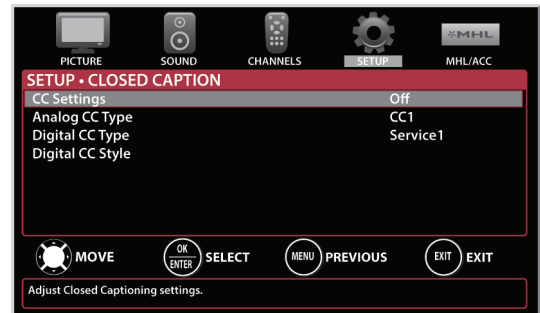 MHL
PICTURE SOUND CHANNELS SETUP MHL/ACC
SETUP • CLOSED CAPTION
CC Settings Off
Analog CC Type CC1
Digital CC Type Service1
Digital CC Style
MOVE OK ENTER SELECT MENU PREVIOUS EXIT EXIT
Adjust Closed Captioning settings.